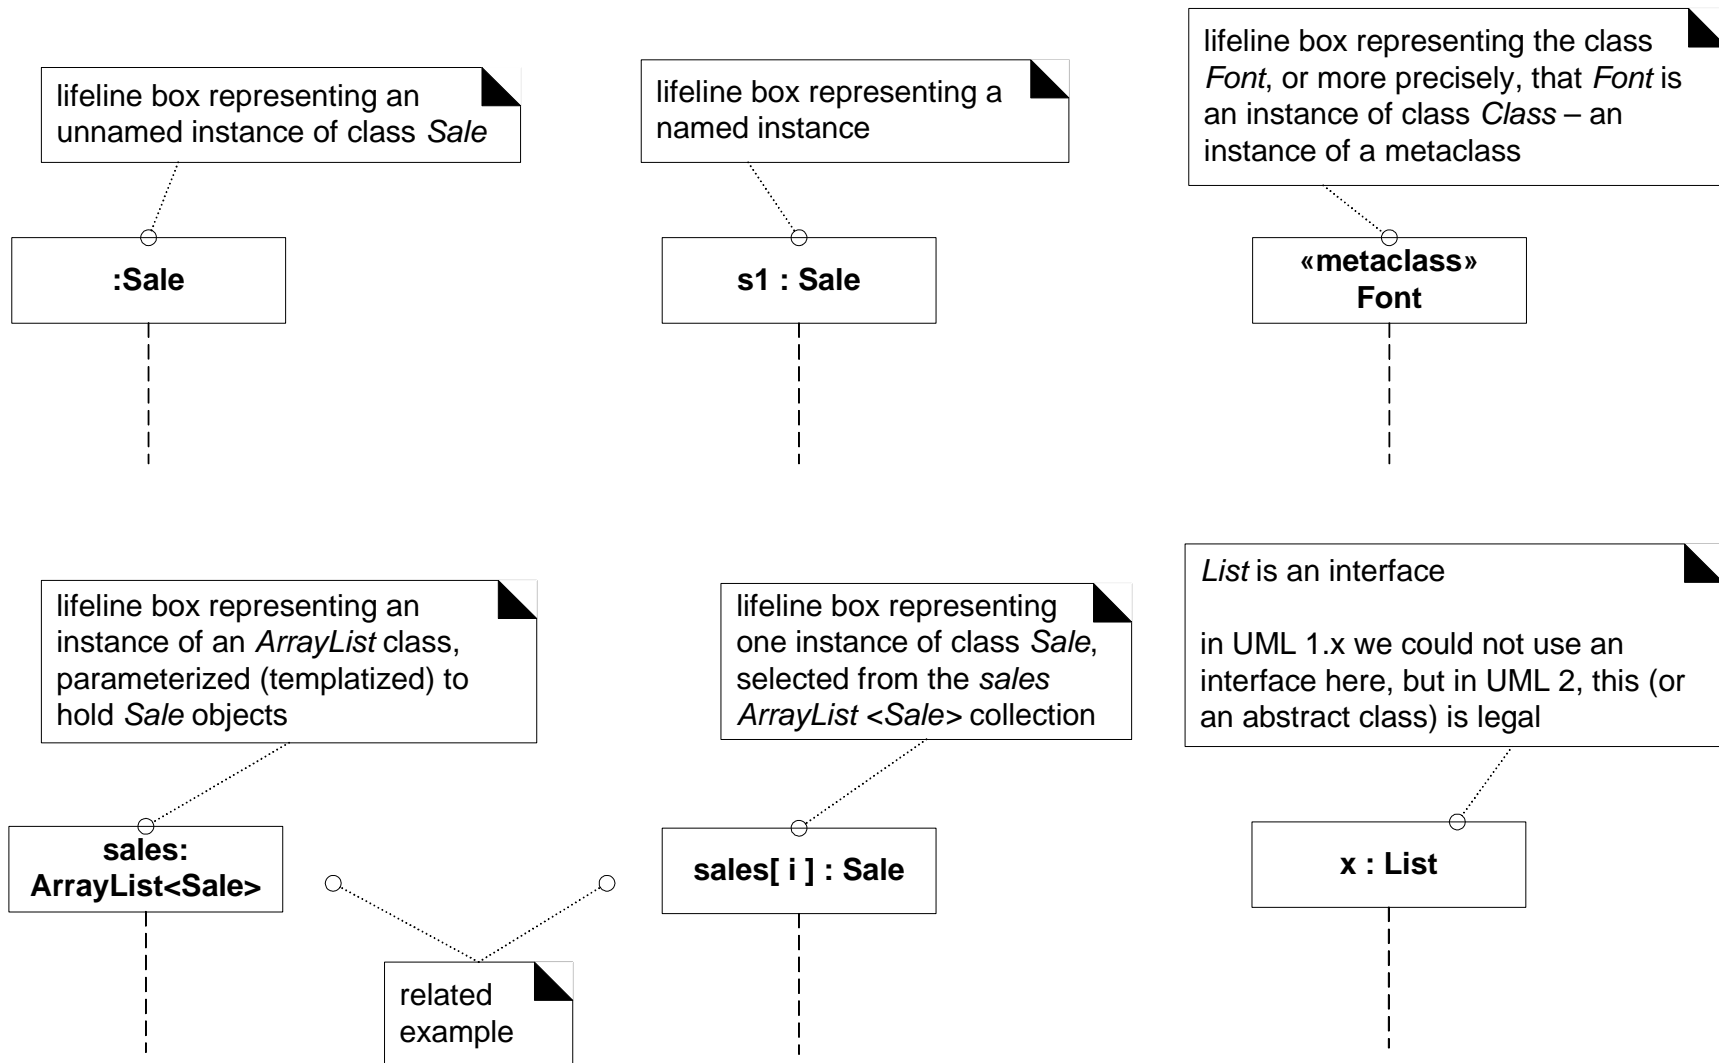 lifeline box representing an
unnamed instance of class Sale
:Sale
lifeline box representing a
named instance
s1 : Sale
lifeline box representing the class
Font, or more precisely, that Font is
an instance of class Class – an
instance of a metaclass
«metaclass»
Font
lifeline box representing an
instance of an ArrayList class,
parameterized (templatized) to
hold Sale objects
sales:
ArrayList<Sale>
lifeline box representing
one instance of class Sale,
selected from the sales
ArrayList <Sale> collection
sales[ i ] : Sale
related
example
List is an interface
in UML 1.x we could not use an
interface here, but in UML 2, this (or
an abstract class) is legal
x : List